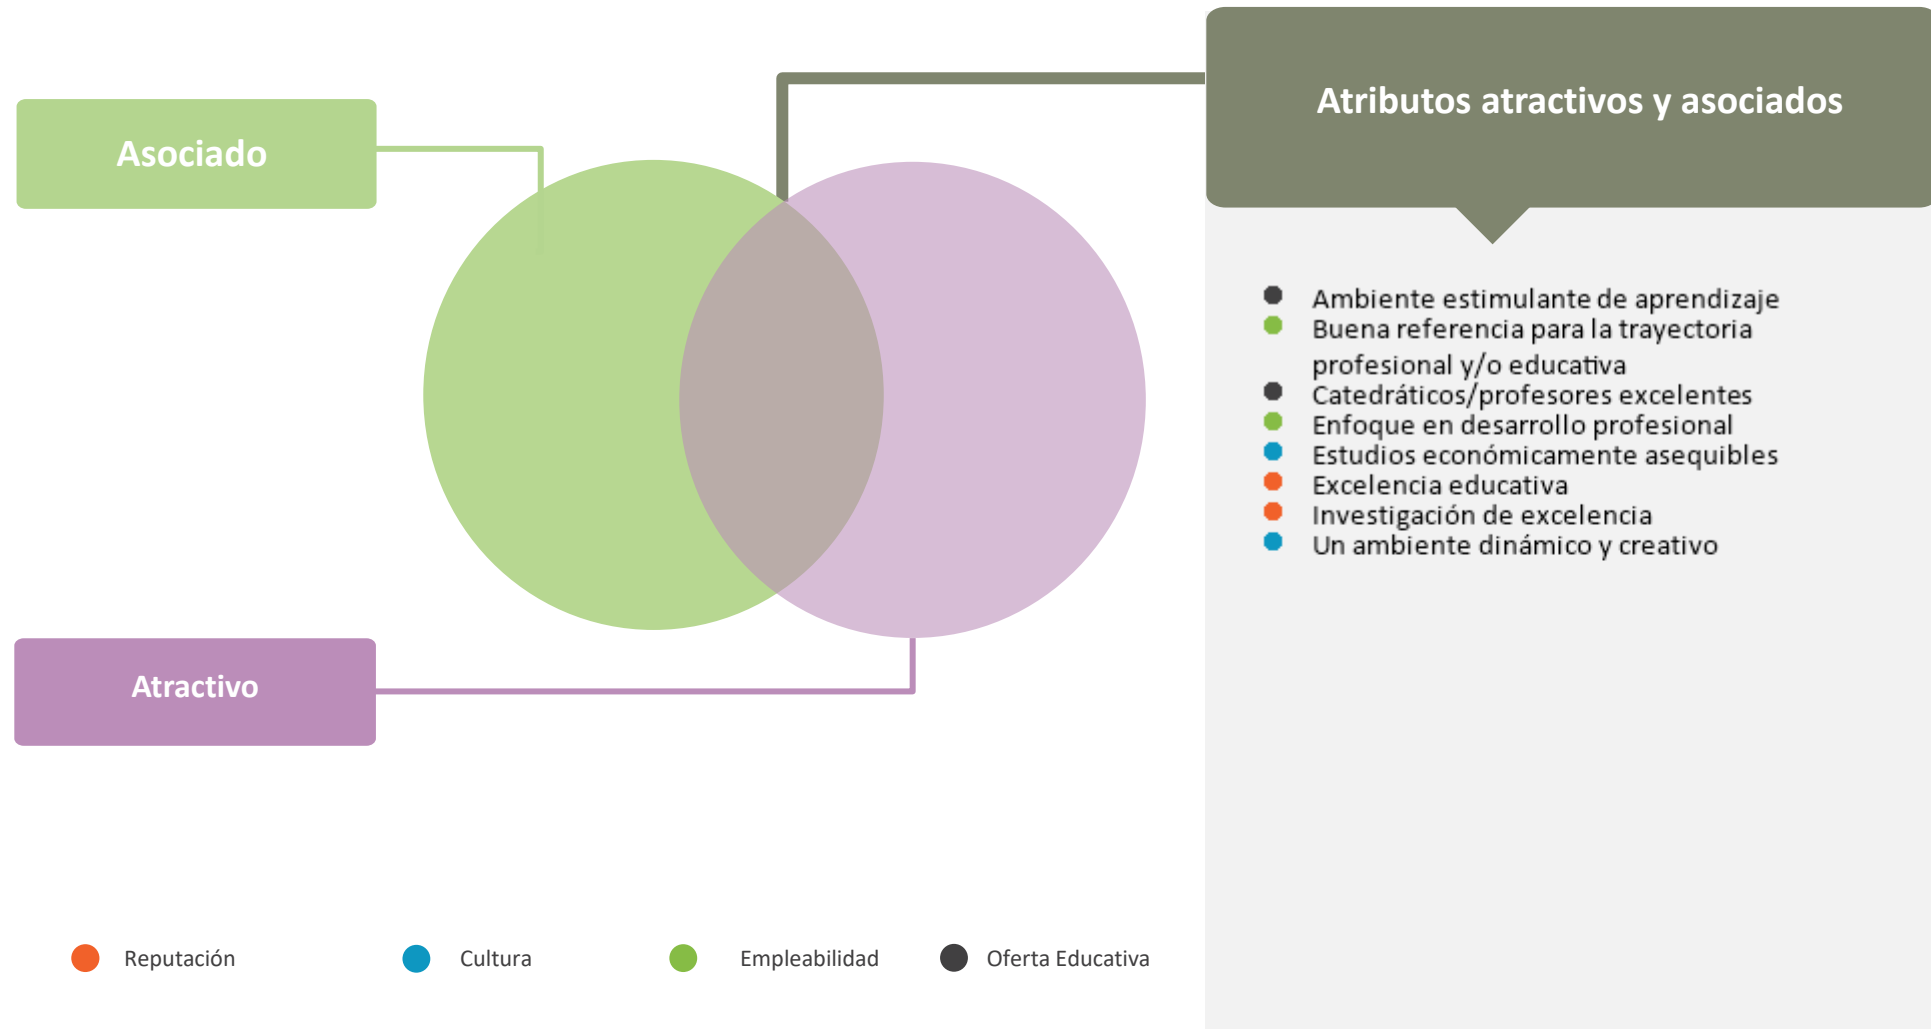 Atributos atractivos y asociados
Asociado
Ambiente estimulante de aprendizaje
Buena referencia para la trayectoria
profesional y/o educativa
Catedráticos/profesores excelentes
Enfoque en desarrollo profesional
Estudios económicamente asequibles
Excelencia educativa
Investigación de excelencia
Un ambiente dinámico y creativo
Atractivo
Reputación
Cultura
Empleabilidad
Oferta Educativa